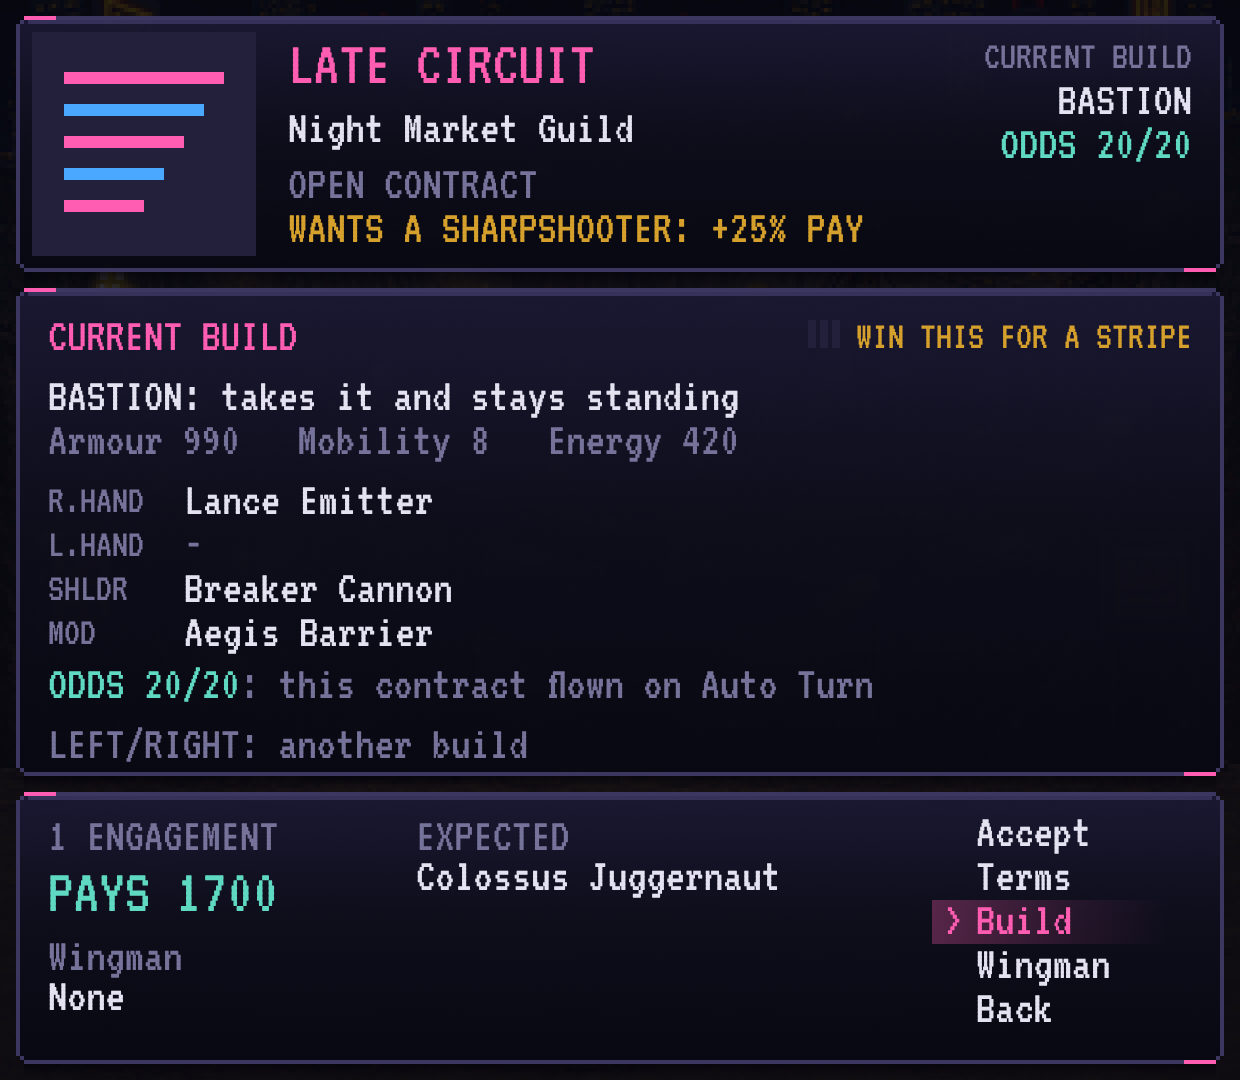 LATE CIRCUIT
Night Market Guild
OPEN CONTRACT
WANTS A SHARPSHOOTER: +25% PAY
CURRENT BUILD
BASTION
ODDS 20/20
CURRENT BUILD
WIN THIS FOR A STRIPE
BASTION: takes it and stays standing
Armour 990 Mobility 8 Energy 420
R.HAND Lance Emitter
L.HAND -
SHLDR Breaker Cannon
MOD Aegis Barrier
ODDS 20/20: this contract flown on Auto Turn
LEFT/RIGHT: another build
1 ENGAGEMENT
PAYS 1700
Wingman
None
EXPECTED
Colossus Juggernaut
Accept
Terms
> Build
Wingman
Back